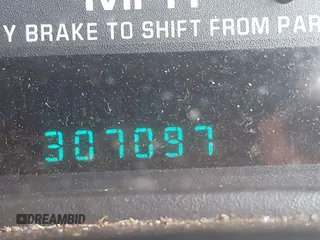 MPH
Y BRAKE TO SHIFT FROM PAR
307097
DREAMBID